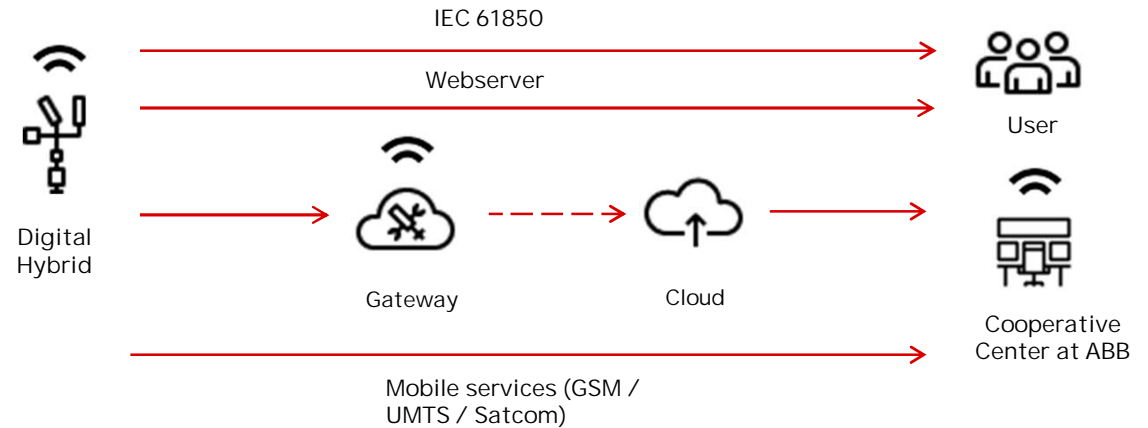 IEC 61850
Webserver
User
Digital
Hybrid
Gateway
Cloud
Cooperative
Center at ABB
Mobile services (GSM /
UMTS / Satcom)